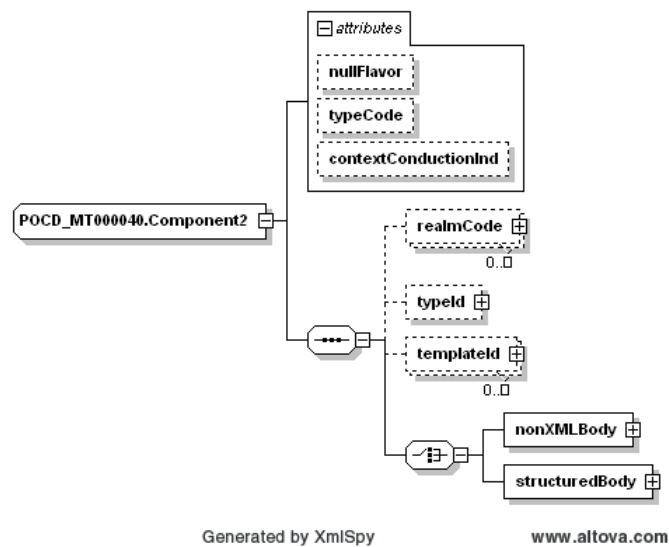 attributes
nullFlavor
typeCode
contextConductionInd
POCD_MT000040.Component2
realmCode
0..
typeId
templateId
0..
nonXMLBody
structuredBody
Generated by XmlSpy
www.altova.com